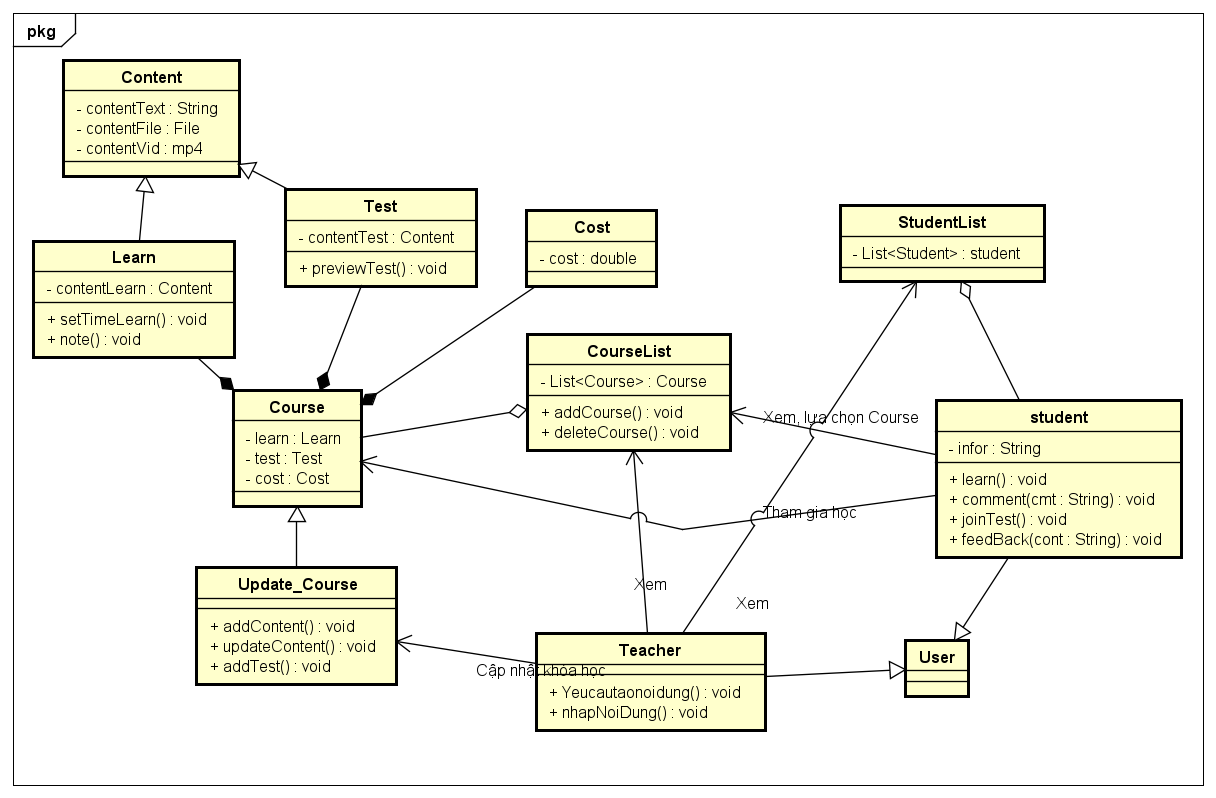 pkg
Content
- contentText : String
- contentFile : File
- contentVid : mp4
Test
- contentTest : Content
+ previewTest() : void
Cost
- cost : double
StudentList
- List<Student> : student
Learn
- contentLearn : Content
+ setTimeLearn() : void
+ note() : void
CourseList
- List<Course> : Course
+ addCourse() : void
+ deleteCourse() : void
Course
- learn : Learn
- test : Test
- cost : Cost
student
- infor : String
+ learn() : void
+ comment(cmt : String) : void
+ joinTest() : void
+ feedBack(cont : String) : void
Xem, lựa chọn Course
Tham gia học
Xem
Xem
Update_Course
+ addContent() : void
+ updateContent() : void
+ addTest() : void
Cập nhật khóa học
Teacher
+ Yeucautaonoidung() : void
+ nhapNoiDung() : void
User